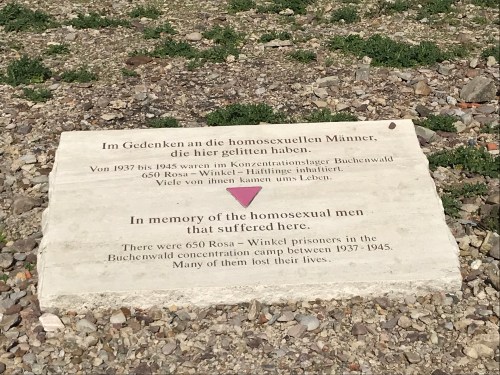 Im Gedenken an die homosexuellen Männer,
die hier gelitten haben.
Von 1937 bis 1945 waren im Konzentrationslager Buchenwald
650 Rosa – Winkel – Häftlinge inhaftiert.
Viele von ihnen kamen ums Leben.
In memory of the homosexual men
that suffered here.
There were 650 Rosa – Winkel prisoners in the
Buchenwald concentration camp between 1937 - 1945.
Many of them lost their lives.